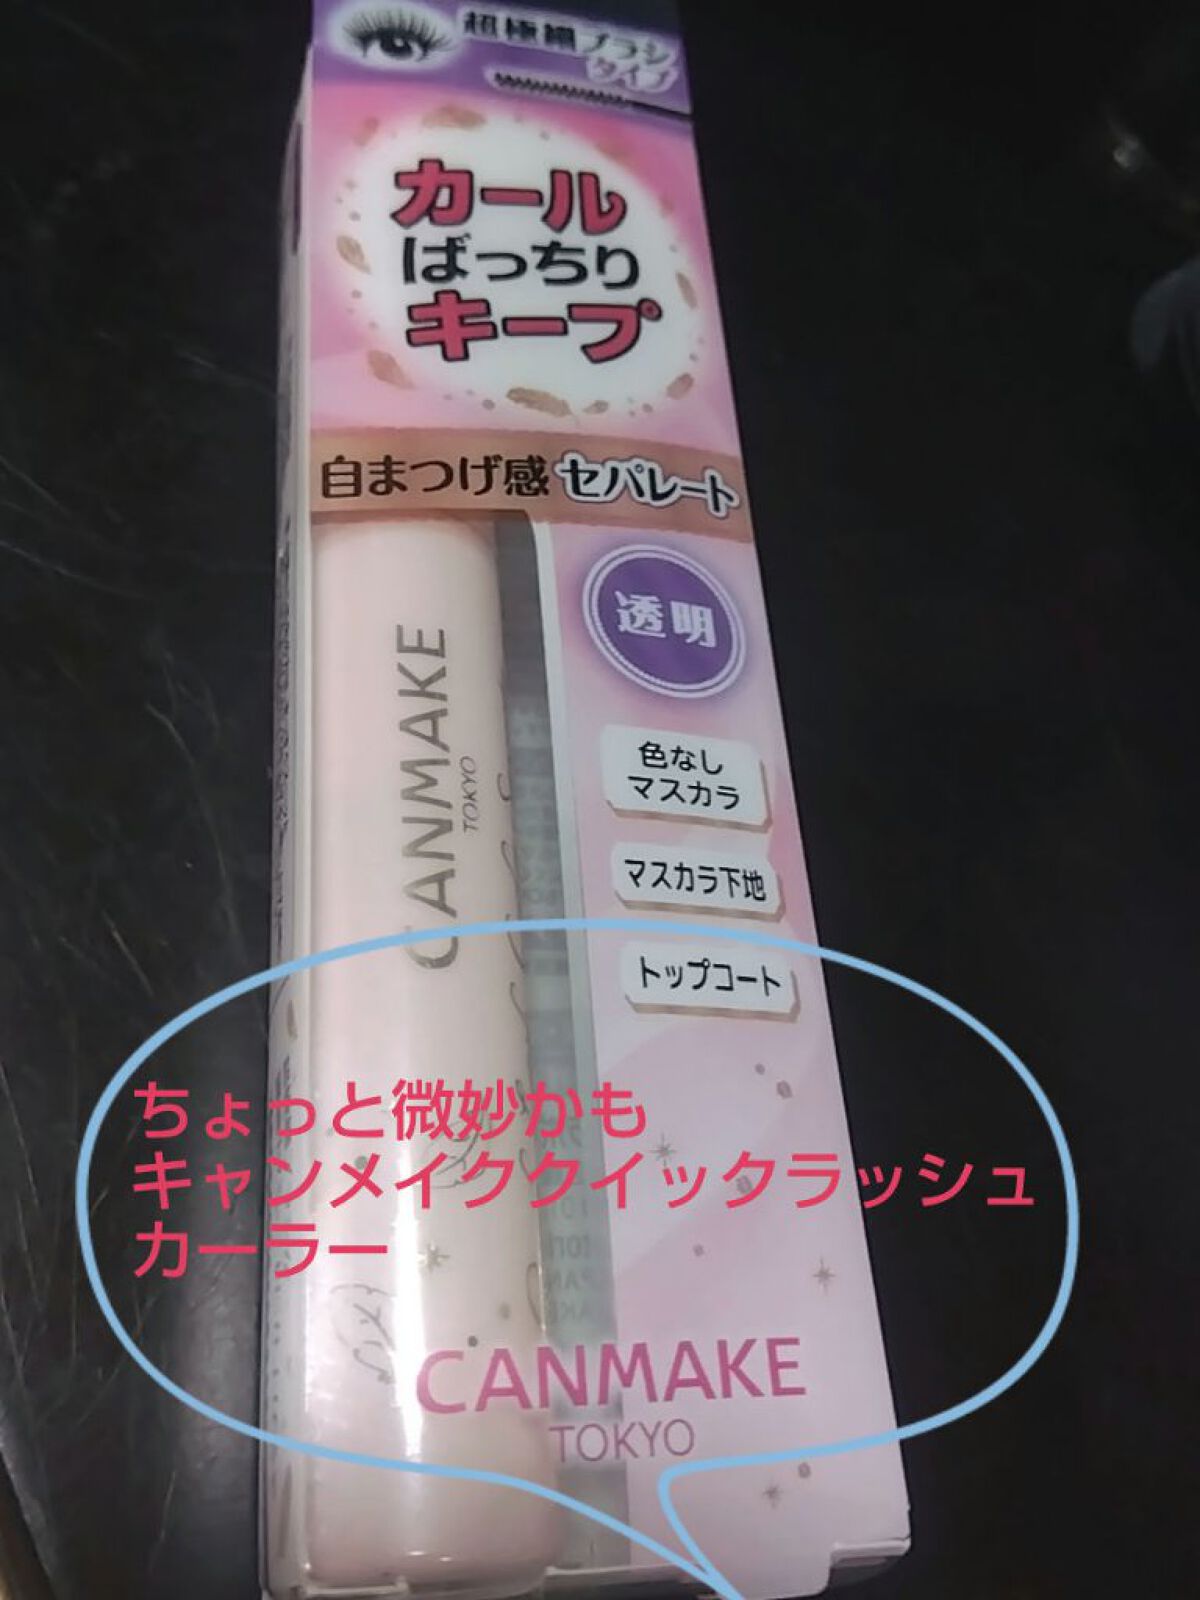 超極細ブラシ
タイプ
カール
ばっちり
キープ
自まつげ感 セパレート
透明
色なし
マスカラ
マスカラ下地
トップコート
CANMAKE
TOKYO
ちょっと微妙かも
キャンメイククイックラッシュ
カーラー
CANMAKE
TOKYO